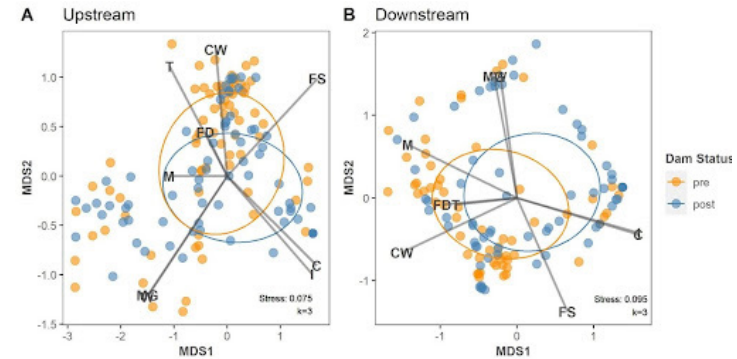 A Upstream
B Downstream
MDS2
1.0
0.5
0.0
-0.5
-1.0
-1.5
-3
-2
-1
0
1
MDS1
CW
T
FS
FD
M
C
Stress: 0.075
k=3
MDS2
2
1
0
-1
-1
0
1
MDS1
M
FDT
CW
FS
Stress: 0.095
k=3
Dam Status
pre
post